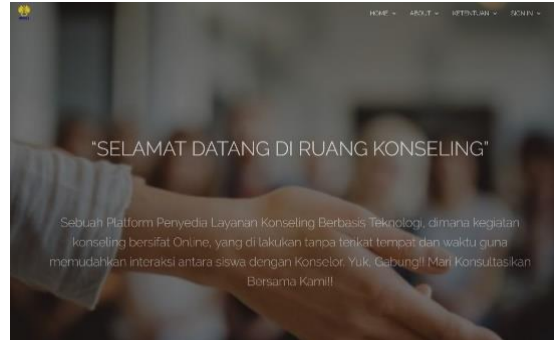 HOME ABOUT KETENTUAN SIGN IN
"SELAMAT DATANG DI RUANG KONSELING"
Sebuah Platform Penyedia Layanan Konseling Berbasis Teknologi, dimana kegiatan
konseling bersifat Online, yang di lakukan tanpa terikat tempat dan waktu guna
memudahkan interaksi antara siswa dengan Konselor. Yuk, Gabung!! Mari Konsultasikan
Bersama Kami!!